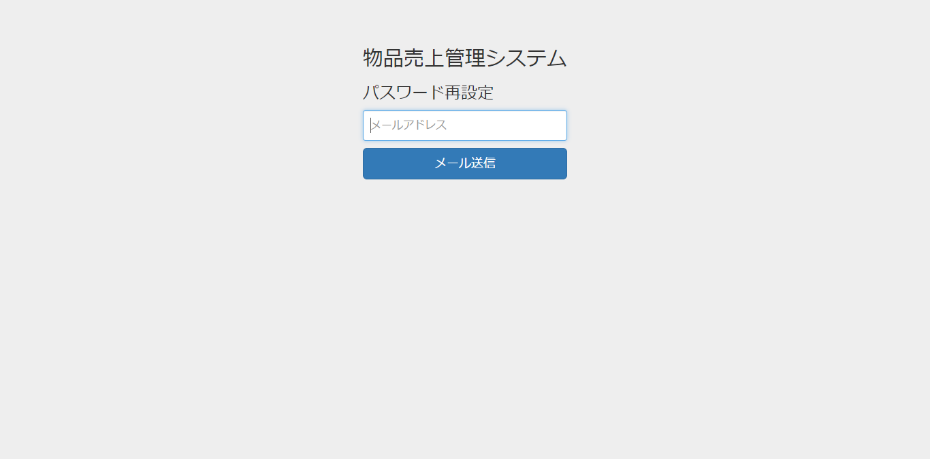 物品売上管理システム
パスワード再設定
メールアドレス
メール送信